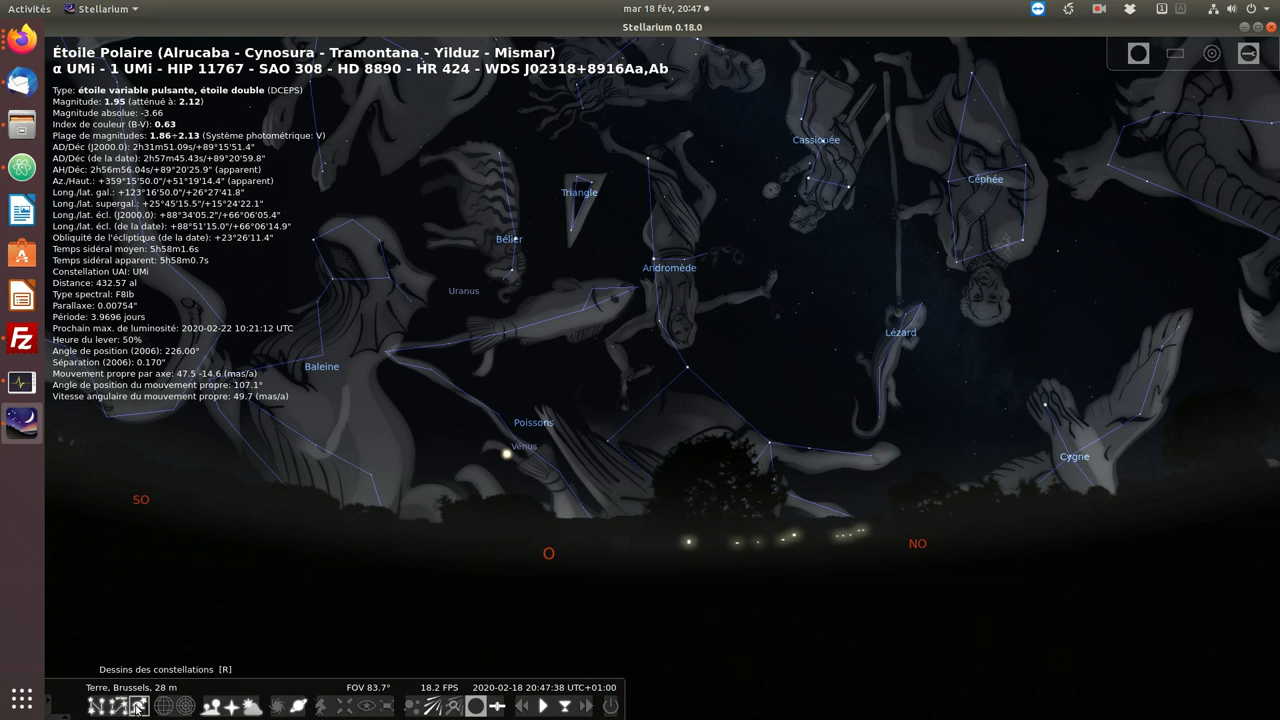 Activités
Stellarium
mar 18 fév, 20:47
1 A
Stellarium 0.18.0
Étoile Polaire (Alrucaba - Cynosura - Tramontana - Yilduz - Mismar)
α UMi - 1 UMi - HIP 11767 - SAO 308 - HD 8890 - HR 424 - WDS J02318+8916Aa,Ab
Type: étoile variable pulsante, étoile double (DCEPS)
Magnitude: 1.95 (atténué à: 2.12)
Magnitude absolue: -3.66
Index de couleur (B-V): 0.63
Plage de magnitudes: 1.86÷2.13 (Système photométrique: V)
AD/Déc (J2000.0): 2h31m51.09s/+89°15'51.4"
AD/Déc (de la date): 2h57m45.43s/+89°20'59.8"
AH/Déc: 2h56m56.04s/+89°20'25.9" (apparent)
Az./Haut.: +359°15'50.0"/+51°19'14.4" (apparent)
Long./lat. gal.: +123°16'50.0"/+26°27'41.8"
Long./lat. supergal.: +25°45'15.5"/+15°24'22.1"
Long./lat. écl. (J2000.0): +88°34'05.2"/+66°06'05.4"
Long./lat. écl. (de la date): +88°51'15.0"/+66°06'14.9"
Obliquité de l'écliptique (de la date): +23°26'11.4"
Temps sidéral moyen: 5h58m1.6s
Temps sidéral apparent: 5h58m0.7s
Constellation UAI: UMi
Distance: 432.57 al
Type spectral: F8Ib
Parallaxe: 0.00754"
Période: 3.9696 jours
Prochain max. de luminosité: 2020-02-22 10:21:12 UTC
Heure du lever: 50%
Angle de position (2006): 226.00°
Séparation (2006): 0.170"
Mouvement propre par axe: 47.5 -14.6 (mas/a)
Angle de position du mouvement propre: 107.1°
Vitesse angulaire du mouvement propre: 49.7 (mas/a)
Cassiopée
Céphée
Triangle
Bélier
Andromède
Uranus
Lézard
Baleine
Poissons
Vénus
Cygne
SO
O
NO
Dessins des constellations [R]
Terre, Brussels, 28 m
FOV 83.7°
18.2 FPS
2020-02-18 20:47:38 UTC+01:00